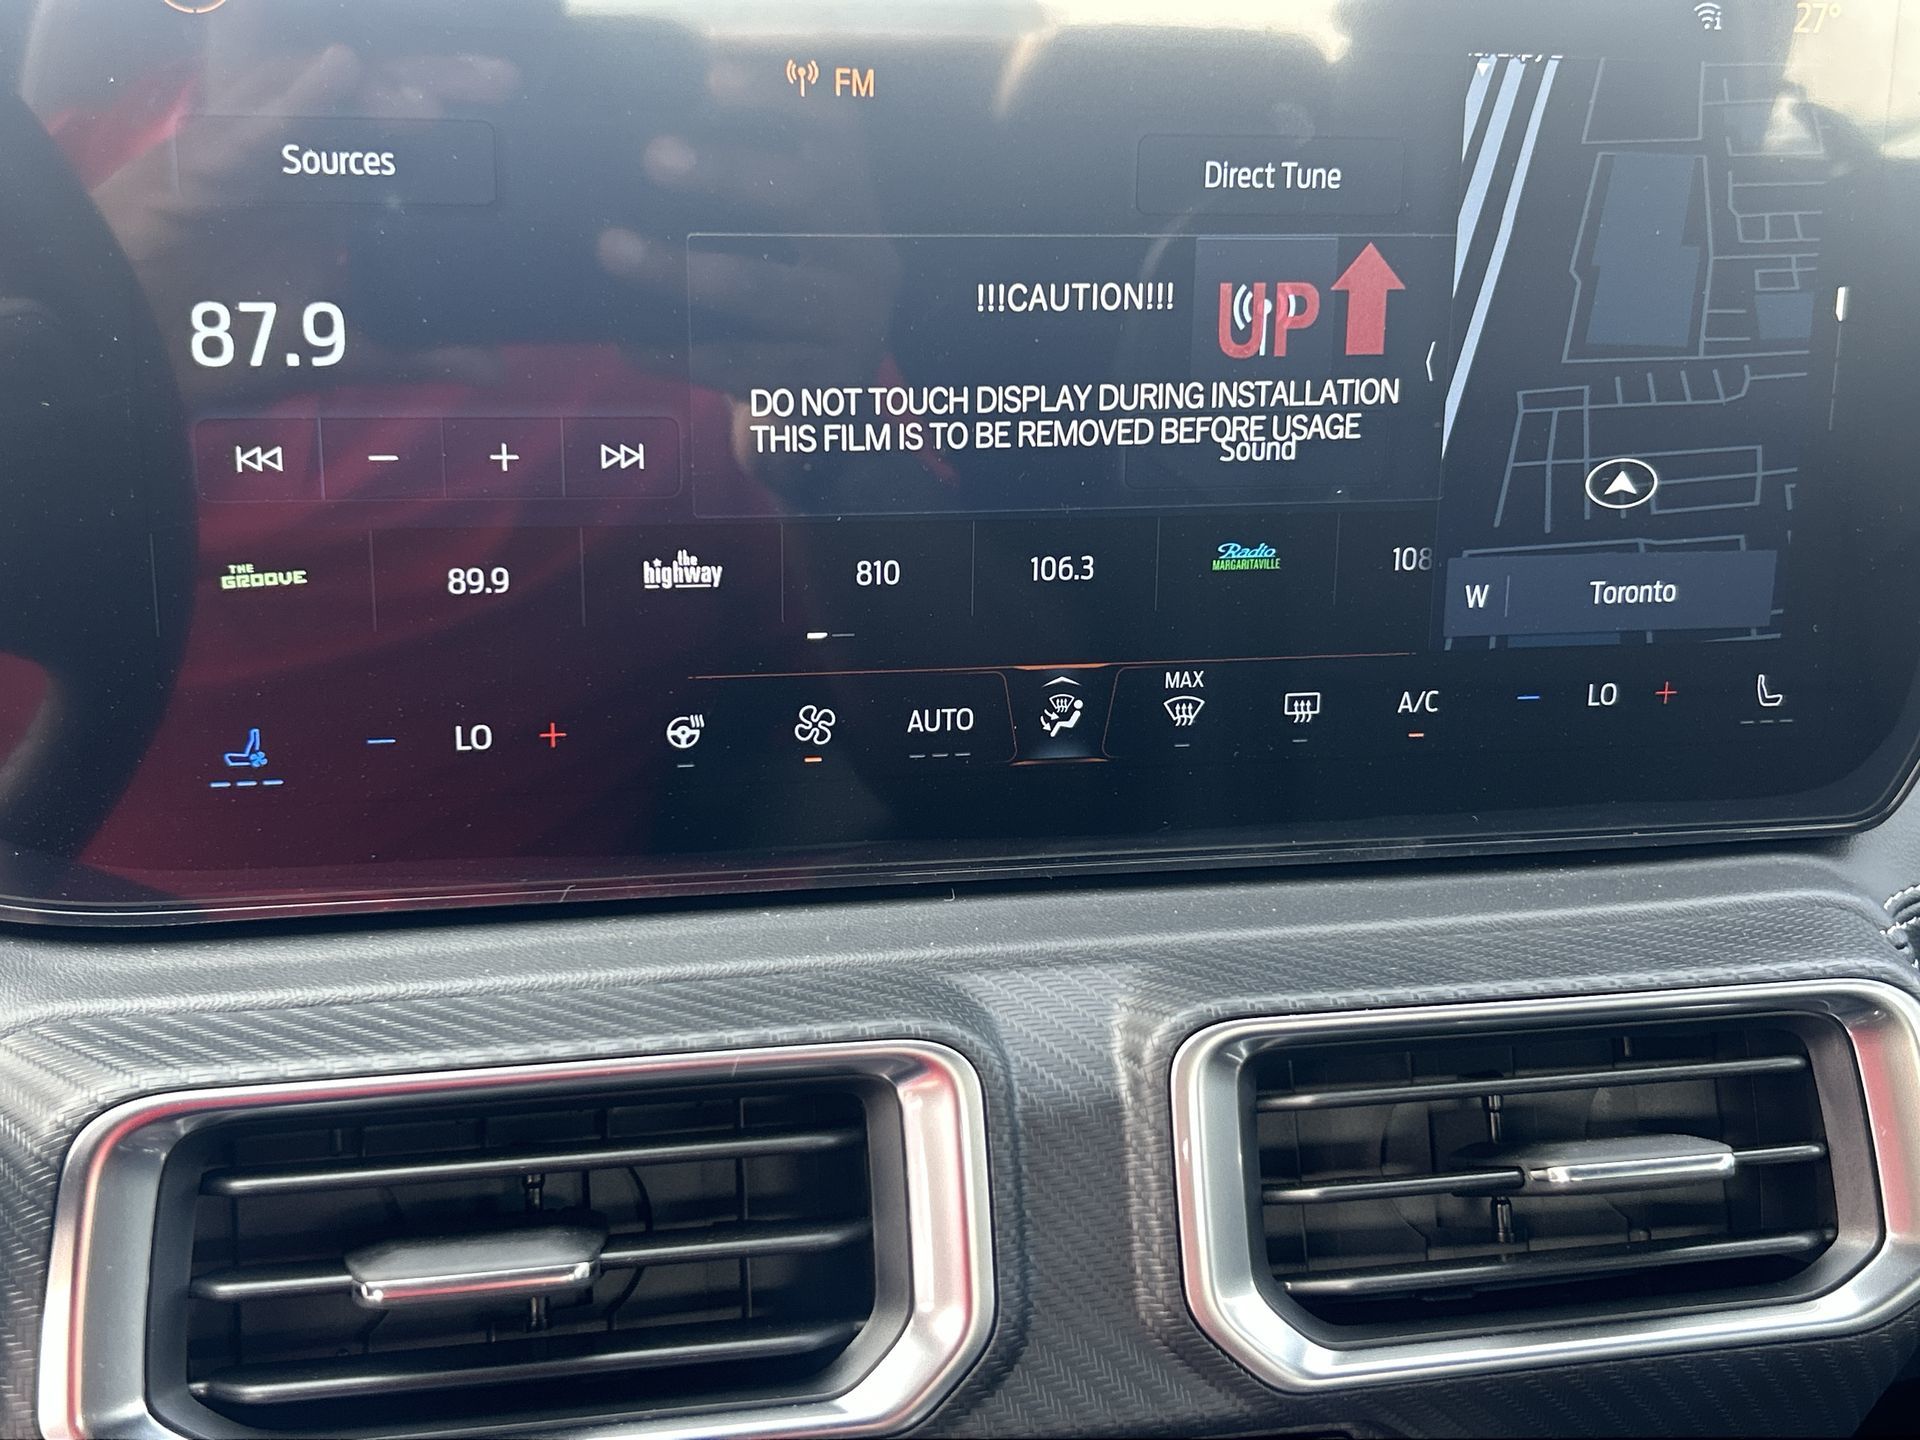 27°
FM
Sources
Direct Tune
!!!CAUTION!!!
UP
87.9
DO NOT TOUCH DISPLAY DURING INSTALLATION
THIS FILM IS TO BE REMOVED BEFORE USAGE
Sound
THE GROOVE
89.9
the highway
810
106.3
Radio MARGARITAVILLE
108
W
Toronto
LO
AUTO
MAX
A/C
LO